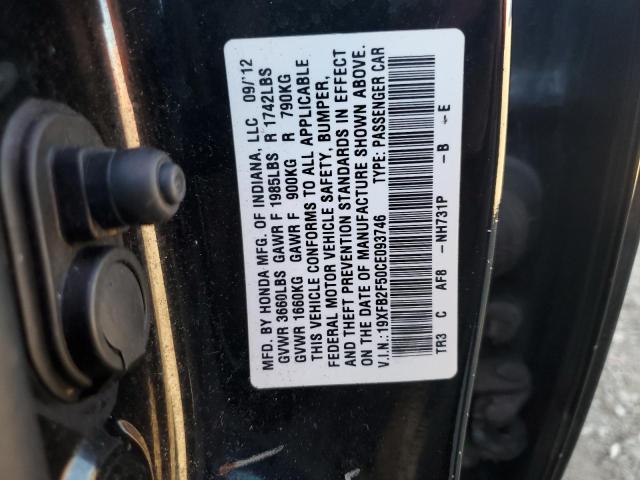 MFD. BY HONDA MFG. OF INDIANA, LLC 09/'12
GVWR 3660LBS GAWR F 1985LBS R 1742LBS
GVWR 1660KG GAWR F 900KG R 790KG
THIS VEHICLE CONFORMS TO ALL APPLICABLE
FEDERAL MOTOR VEHICLE SAFETY, BUMPER,
AND THEFT PREVENTION STANDARDS IN EFFECT
ON THE DATE OF MANUFACTURE SHOWN ABOVE.
V.I.N.: 19XFB2F50CE093746 TYPE: PASSENGER CAR
TR3 C AF8 -NH731P -B -E